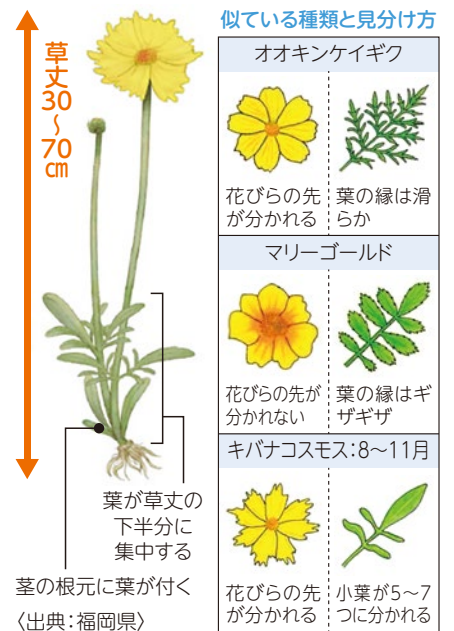 草丈30〜70㎝
葉が草丈の
下半分に
集中する
茎の根元に葉が付く
〈出典：福岡県〉
似ている種類と見分け方
オオキンケイギク
花びらの先
が分かれる
葉の縁は滑
らか
マリーゴールド
花びらの先が
分かれない
葉の縁はギ
ザギザ
キバナコスモス：8〜11月
花びらの先
が分かれる
小葉が5〜7
つに分かれる